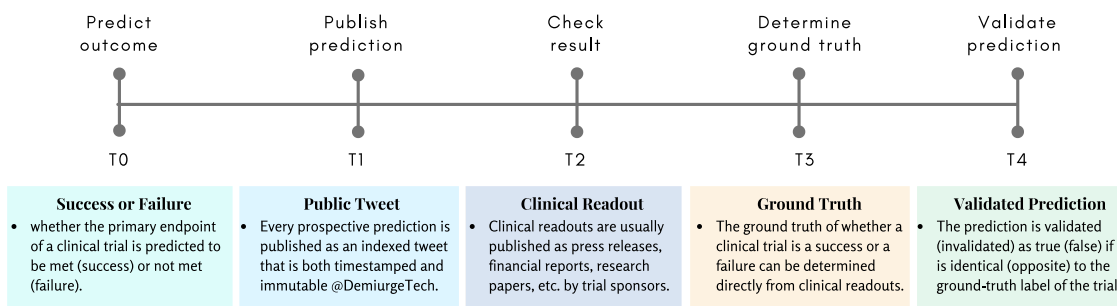 Predict
outcome
Publish
prediction
Check
result
Determine
ground truth
Validate
prediction
T0
T1
T2
T3
T4
Success or Failure
• whether the primary endpoint
of a clinical trial is predicted to
be met (success) or not met
(failure).
Public Tweet
• Every prospective prediction is
published as an indexed tweet
that is both timestamped and
immutable @DemiurgeTech.
Clinical Readout
• Clinical readouts are usually
published as press releases,
financial reports, research
papers, etc. by trial sponsors.
Ground Truth
• The ground truth of whether a
clinical trial is a success or a
failure can be determined
directly from clinical readouts.
Validated Prediction
• The prediction is validated
(invalidated) as true (false) if
is identical (opposite) to the
ground-truth label of the trial